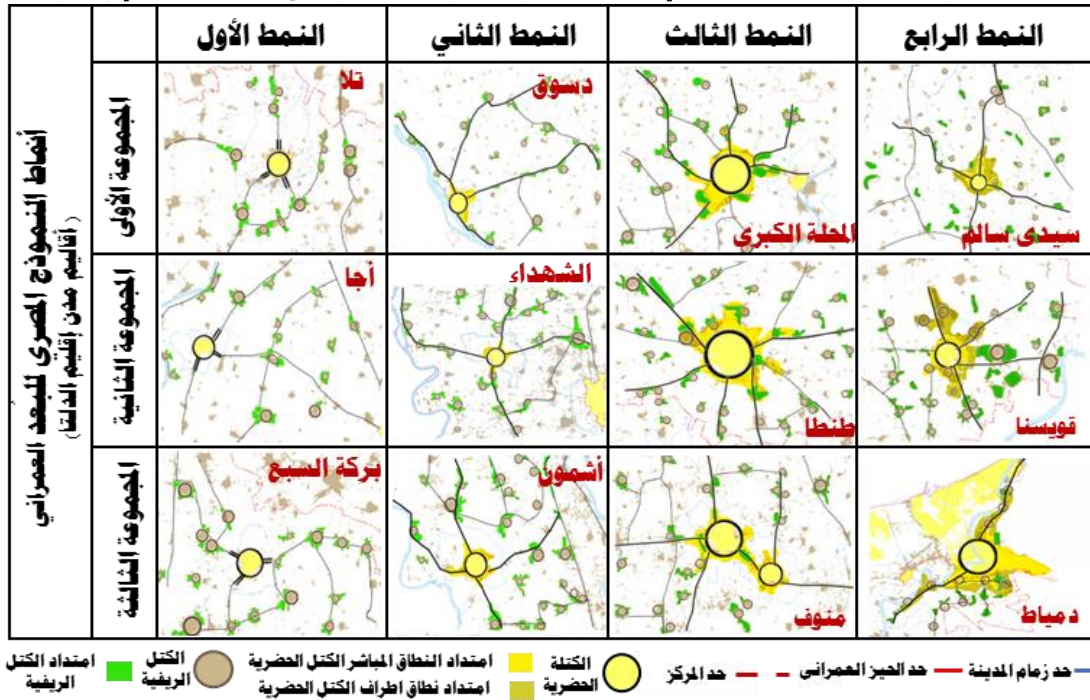 النمط الأول
النمط الثاني
النمط الثالث
النمط الرابع
أنماط النموذج المصرى للبعد العمراني
(أقاليم مدن إقليم الدلتا)
المجموعة الأولى
تلا
دسوق
المحلة الكبرى
سيدى سالم
المجموعة الثانية
أجا
الشهداء
طنطا
قويسنا
المجموعة الثالثة
بركة السبع
أشمون
منوف
دمياط
حد زمام المدينة
حد الحيز العمرانى
حد المركز
الكتلة الحضرية
امتداد النطاق المباشر الكتل الحضرية
امتداد نطاق اطراف الكتل الحضرية
الكتل الريفية
امتداد الكتل الريفية